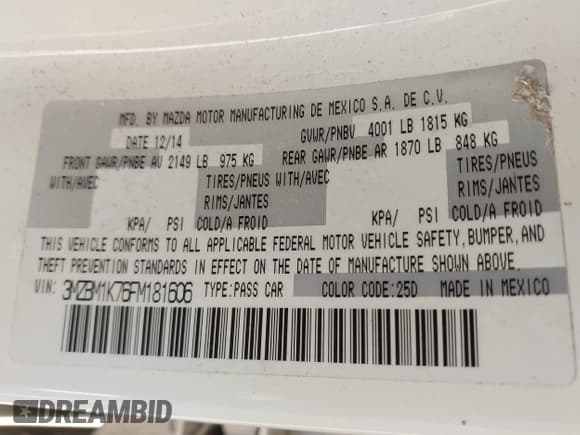 MFD. BY MAZDA MOTOR MANUFACTURING DE MEXICO S.A. DE C.V.
DATE 12/14 GVWR/PNBV 4001 LB 1815 KG
FRONT GAWR/PNBE AV 2149 LB 975 KG REAR GAWR/PNBE AR 1870 LB 848 KG
WITH/AVEC TIRES/PNEUS WITH/AVEC TIRES/PNEUS
RIMS/JANTES RIMS/JANTES
KPA/ PSI COLD/A FROID KPA/ PSI COLD/A FROID
THIS VEHICLE CONFORMS TO ALL APPLICABLE FEDERAL MOTOR VEHICLE SAFETY, BUMPER, AND
THEFT PREVENTION STANDARDS IN EFFECT ON THE DATE OF MANUFACTURE SHOWN ABOVE.
VIN: 3MZBM1K76FM181606 TYPE:PASS CAR COLOR CODE:25D MADE IN MEXICO
DREAMBID